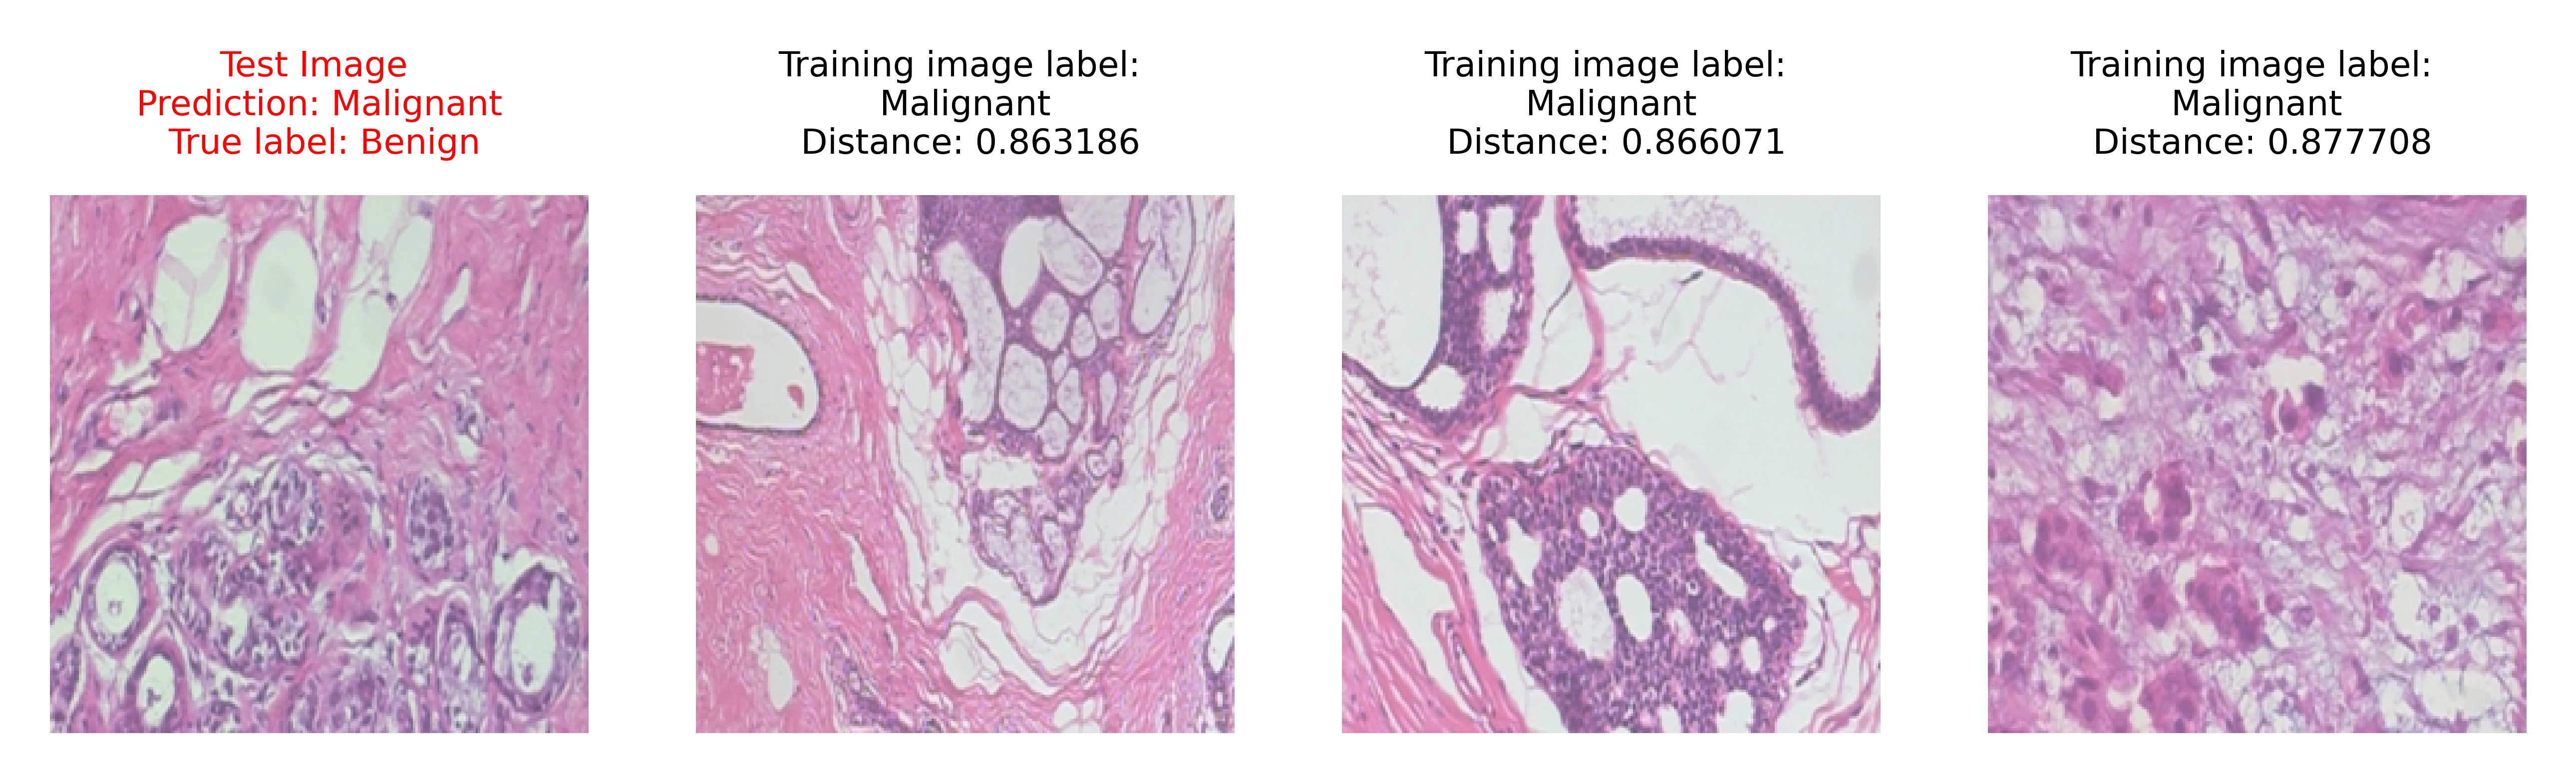 Test Image
Prediction: Malignant
True label: Benign
Training image label:
Malignant
Distance: 0.863186
Training image label:
Malignant
Distance: 0.866071
Training image label:
Malignant
Distance: 0.877708